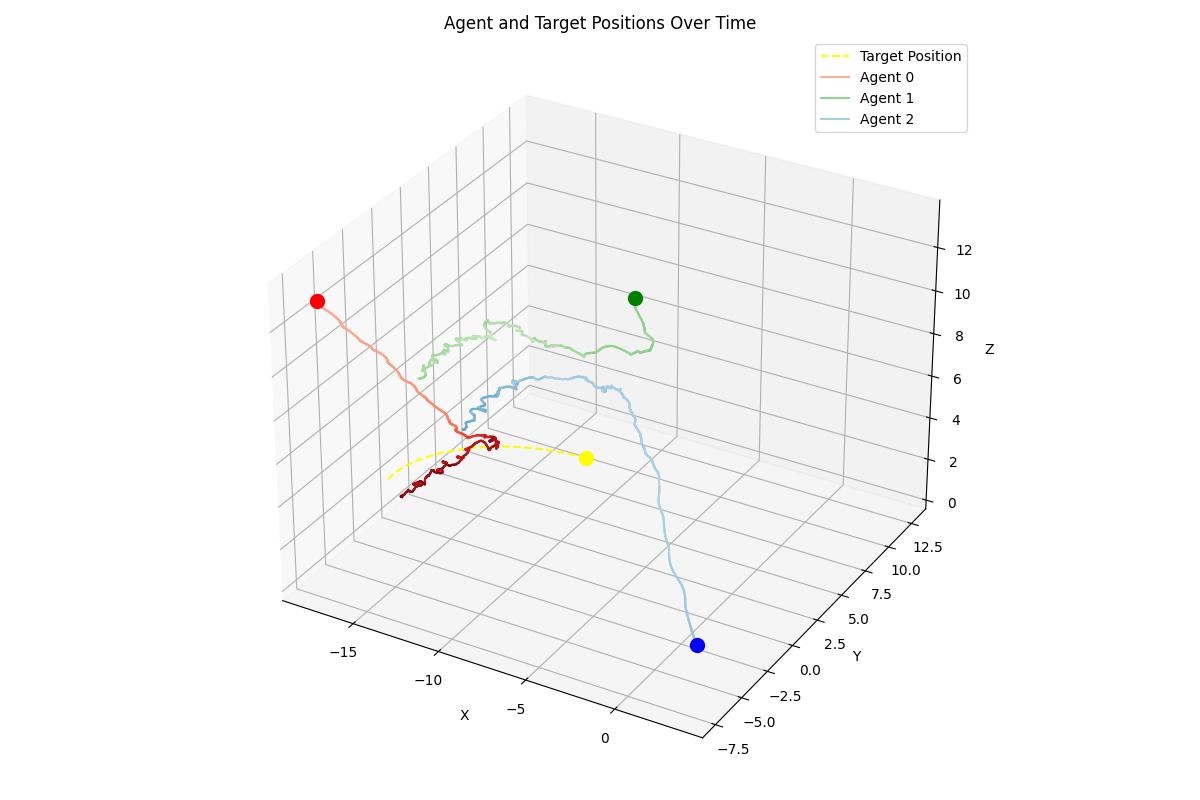 Agent and Target Positions Over Time
Target Position
Agent 0
Agent 1
Agent 2
12
10
8
6
4
2
0
Z
12.5
10.0
7.5
5.0
2.5
0.0
−2.5
−5.0
−7.5
Y
−15
−10
−5
0
X